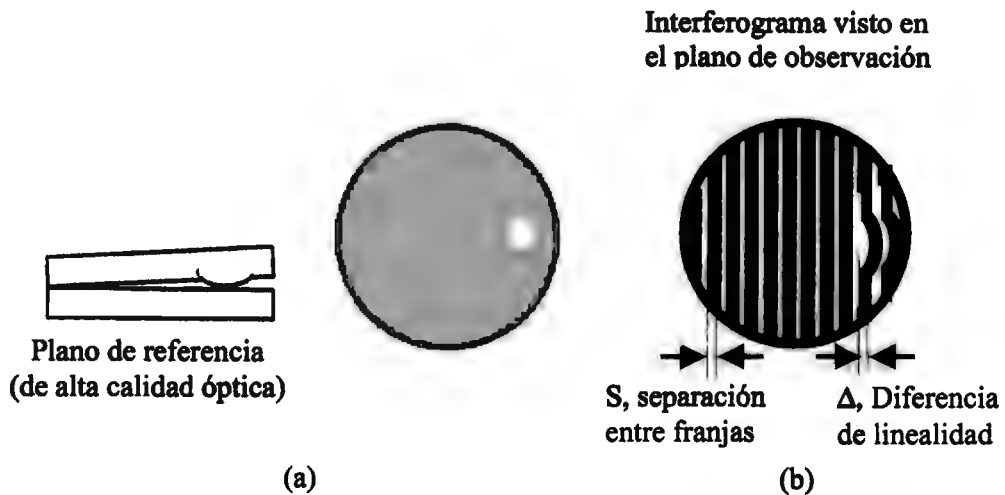 Interferograma visto en
el plano de observación
Plano de referencia
(de alta calidad óptica)
S, separación
entre franjas
Δ, Diferencia
de linealidad
(a)
(b)